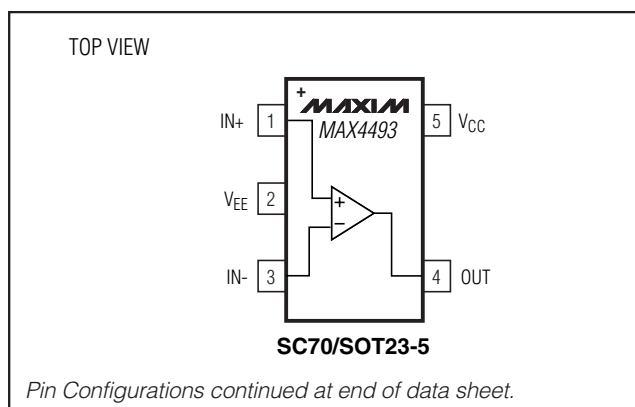 TOP VIEW
+
MAXIM
MAX4493
IN+ 1
5 VCC
VEE 2
+
−
IN- 3
4 OUT
SC70/SOT23-5
Pin Configurations continued at end of data sheet.